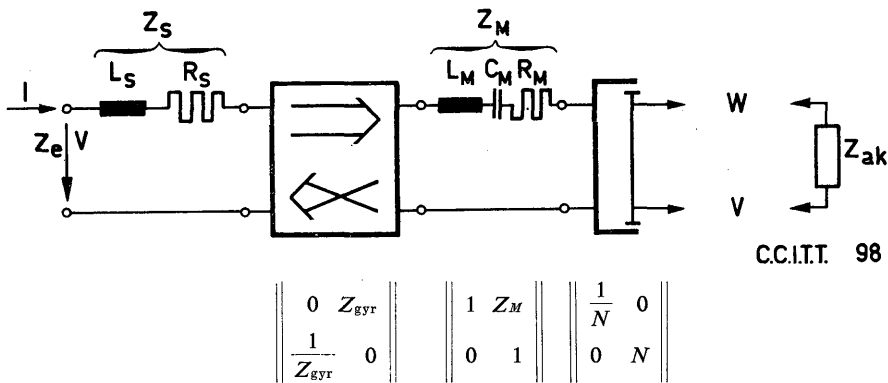 Z_S Z_M
L_S R_S L_M C_M R_M
I
Z_e V W Z_ak
V
C.C.I.T.T. 98
0 Z_gyr 1 Z_M 1/N 0
1/Z_gyr 0 0 1 0 N